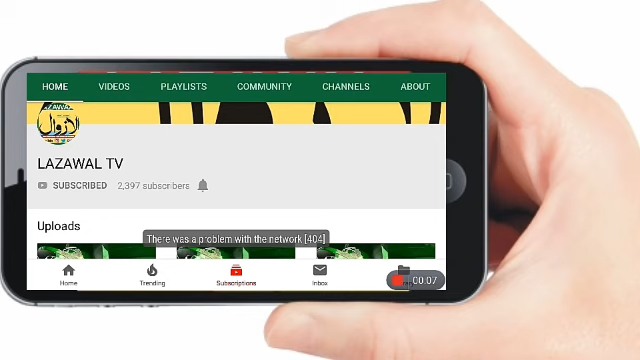 HOME VIDEOS PLAYLISTS COMMUNITY CHANNELS ABOUT
لازوال
LAZAWAL TV
SUBSCRIBED 2,397 subscribers
Uploads
There was a problem with the network [404]
Home Trending Subscriptions Inbox
00:07